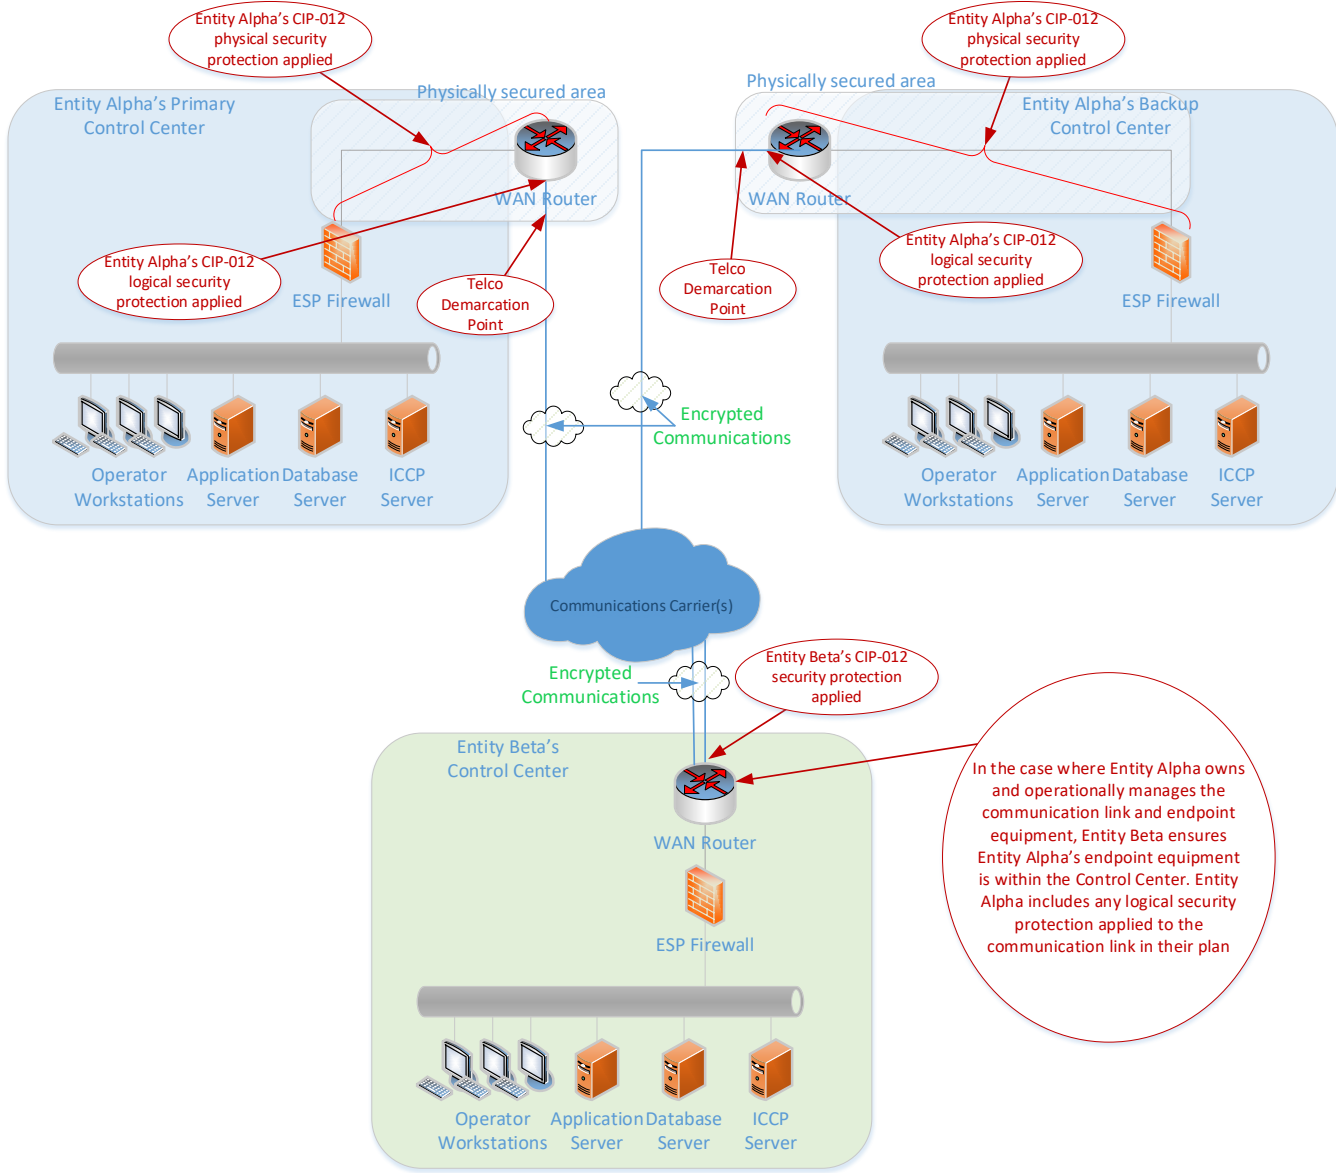 Entity Alpha's CIP-012
physical security
protection applied
Entity Alpha's CIP-012
physical security
protection applied
Entity Alpha's Primary
Control Center
Physically secured area
WAN Router
Entity Alpha's CIP-012
logical security
protection applied
ESP Firewall
Telco
Demarcation
Point
Operator
Workstations
Application
Server
Database
Server
ICCP
Server
Physically secured area
Entity Alpha's Backup
Control Center
WAN Router
Telco
Demarcation
Point
Entity Alpha's CIP-012
logical security
protection applied
ESP Firewall
Operator
Workstations
Application
Server
Database
Server
ICCP
Server
Encrypted
Communications
Communications Carrier(s)
Encrypted
Communications
Entity Beta's CIP-012
security protection
applied
Entity Beta's
Control Center
WAN Router
ESP Firewall
In the case where Entity Alpha owns
and operationally manages the
communication link and endpoint
equipment, Entity Beta ensures
Entity Alpha's endpoint equipment
is within the Control Center. Entity
Alpha includes any logical security
protection applied to the
communication link in their plan
Operator
Workstations
Application
Server
Database
Server
ICCP
Server